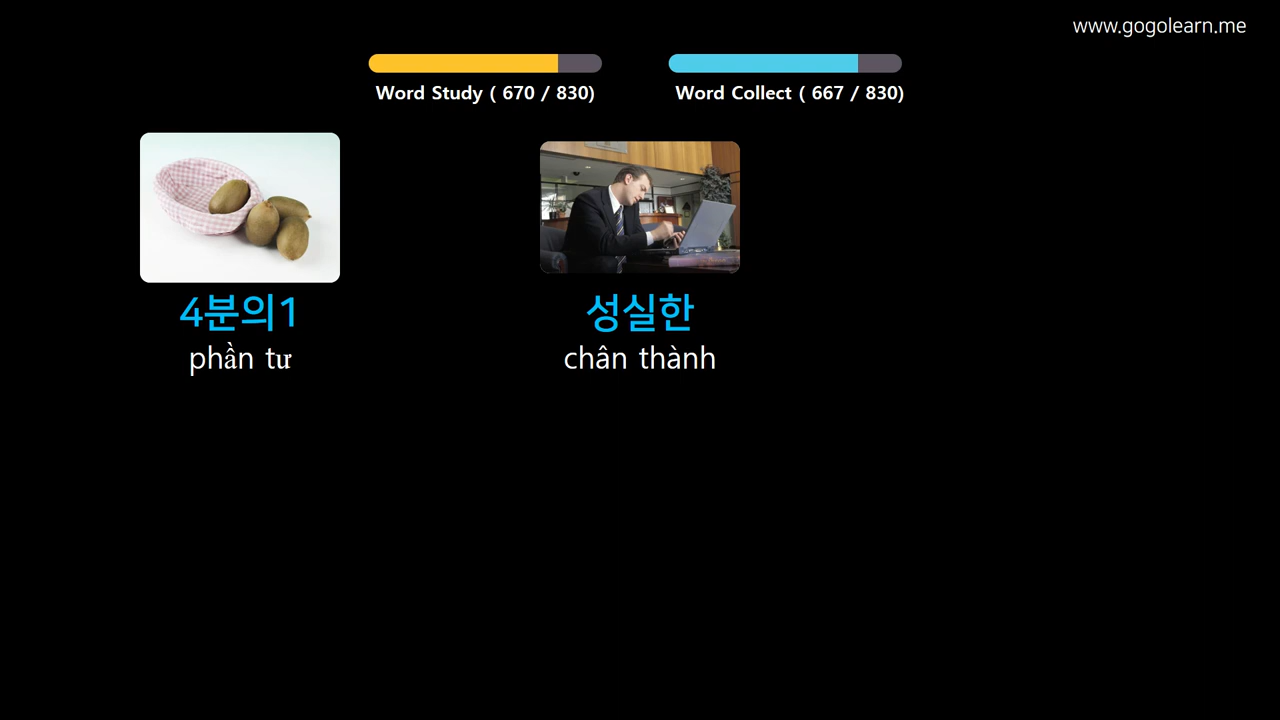 www.gogolearn.me
Word Study ( 670 / 830)
Word Collect ( 667 / 830)
4분의1
phần tư
성실한
chân thành